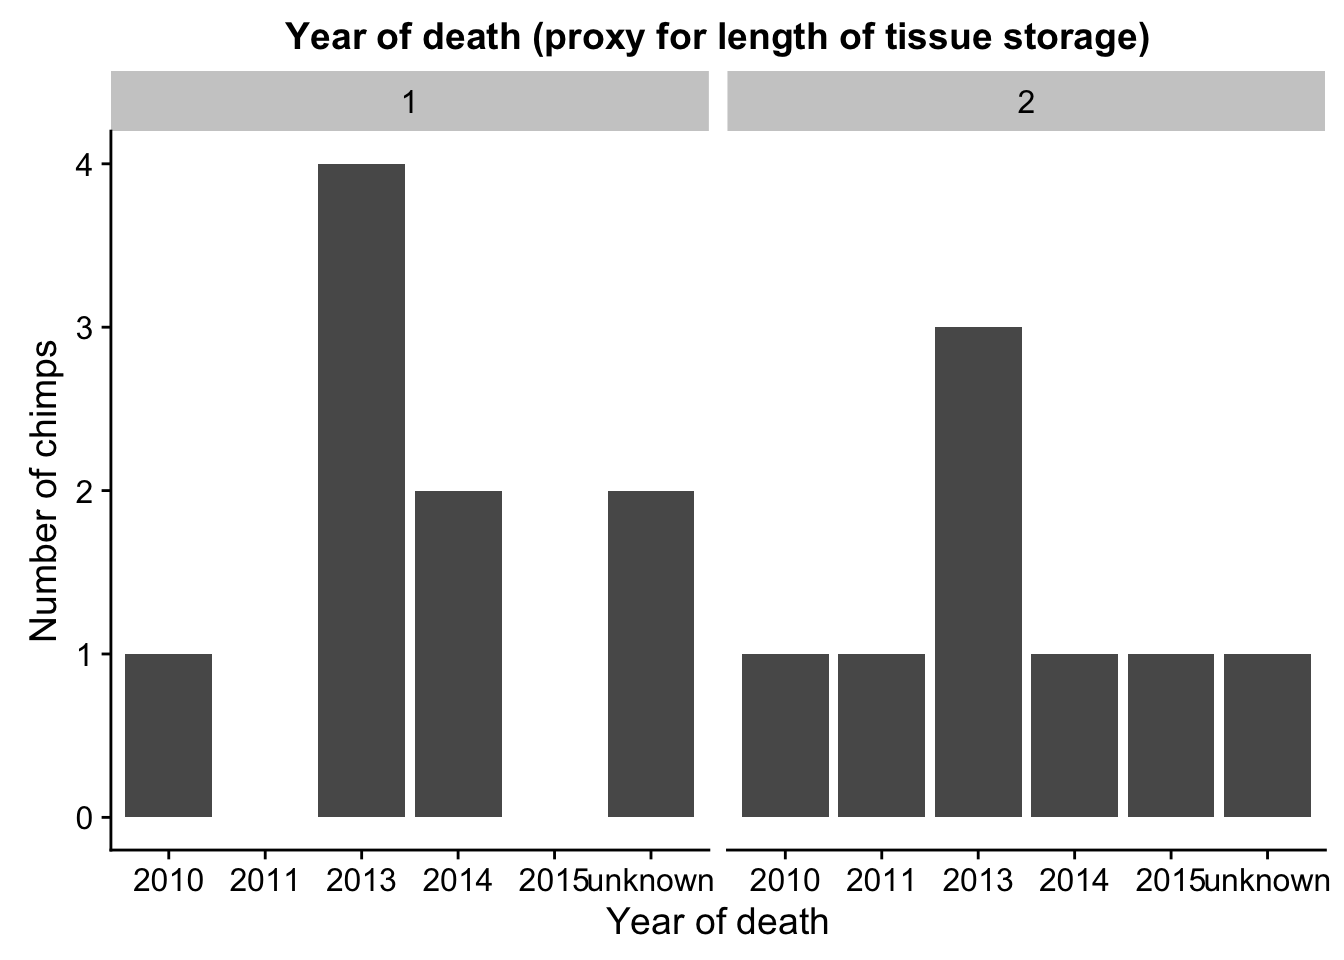 Year of death (proxy for length of tissue storage)
1 2
4
3
2
1
0
Number of chimps
2010 2011 2013 2014 2015 unknown 2010 2011 2013 2014 2015 unknown
Year of death